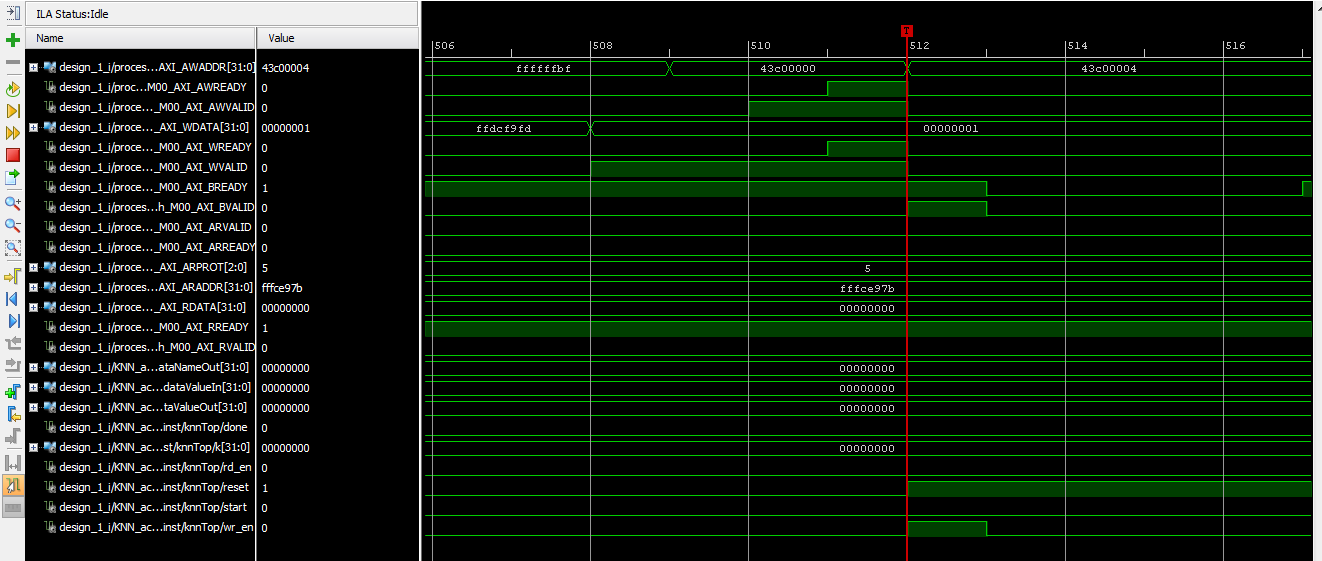 ILA Status:Idle
Name Value
T
506 508 510 512 514 516
design_1_i/proces...AXI_AWADDR[31:0] 43c00004 ffffffbf 43c00000 43c00004
design_1_i/proc...M00_AXI_AWREADY 0
design_1_i/proce..._M00_AXI_AWVALID 0
design_1_i/proce..._AXI_WDATA[31:0] 00000001 ffdcf9fd 00000001
design_1_i/proce..._M00_AXI_WREADY 0
design_1_i/proce..._M00_AXI_WVALID 0
design_1_i/proce..._M00_AXI_BREADY 1
design_1_i/proces...h_M00_AXI_BVALID 0
design_1_i/proce..._M00_AXI_ARVALID 0
design_1_i/proce..._M00_AXI_ARREADY 0
design_1_i/proce..._AXI_ARPROT[2:0] 5 5
design_1_i/proces...AXI_ARADDR[31:0] fffce97b fffce97b
design_1_i/proce..._AXI_RDATA[31:0] 00000000 00000000
design_1_i/proce..._M00_AXI_RREADY 1
design_1_i/proces...h_M00_AXI_RVALID 0
design_1_i/KNN_a...ataNameOut[31:0] 00000000 00000000
design_1_i/KNN_ac...dataValueIn[31:0] 00000000 00000000
design_1_i/KNN_ac...taValueOut[31:0] 00000000 00000000
design_1_i/KNN_ac...inst/knnTop/done 0
design_1_i/KNN_ac...st/knnTop/k[31:0] 00000000 00000000
design_1_i/KNN_ac...inst/knnTop/rd_en 0
design_1_i/KNN_ac...inst/knnTop/reset 1
design_1_i/KNN_ac...inst/knnTop/start 0
design_1_i/KNN_ac...inst/knnTop/wr_en 0